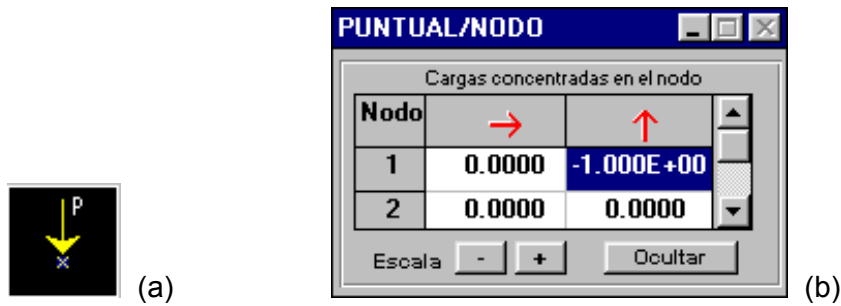 PUNTUAL/NODO
Cargas concentradas en el nodo
Nodo → ↑
1 0.0000 -1.000E+00
2 0.0000 0.0000
Escala - + Ocultar
P
x
(a) (b)